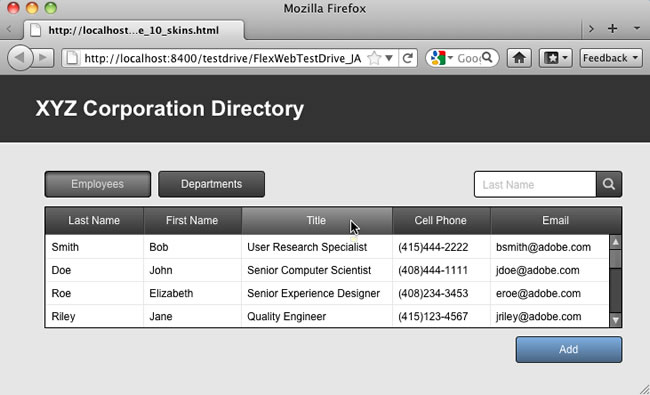 Mozilla Firefox
http://localhost...e_10_skins.html
http://localhost:8400/testdrive/FlexWebTestDrive_JA
Goo
Feedback
XYZ Corporation Directory
Employees Departments Last Name
Last Name First Name Title Cell Phone Email
Smith Bob User Research Specialist (415)444-2222 bsmith@adobe.com
Doe John Senior Computer Scientist (408)444-1111 jdoe@adobe.com
Roe Elizabeth Senior Experience Designer (408)234-3453 eroe@adobe.com
Riley Jane Quality Engineer (415)123-4567 jriley@adobe.com
Add